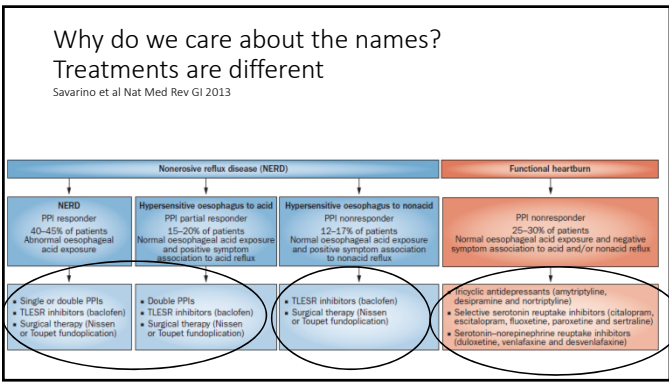 Why do we care about the names?
Treatments are different
Savarino et al Nat Med Rev GI 2013
Nonerosive reflux disease (NERD)
Functional heartburn
NERD
PPI responder
40–45% of patients
Abnormal oesophageal
acid exposure
Hypersensitive oesophagus to acid
PPI partial responder
15–20% of patients
Normal oesophageal acid exposure
and positive symptom
association to acid reflux
Hypersensitive oesophagus to nonacid
PPI nonresponder
12–17% of patients
Normal oesophageal acid exposure
and positive symptom association
to nonacid reflux
PPI nonresponder
25–30% of patients
Normal oesophageal acid exposure and negative
symptom association to acid and/or nonacid reflux
▪ Single or double PPIs
▪ TLESR inhibitors (baclofen)
▪ Surgical therapy (Nissen
or Toupet fundoplication)
▪ Double PPIs
▪ TLESR inhibitors (baclofen)
▪ Surgical therapy (Nissen
or Toupet fundoplication)
▪ TLESR inhibitors (baclofen)
▪ Surgical therapy (Nissen
or Toupet fundoplication)
▪ Tricyclic antidepressants (amytriptyline,
desipramine and nortriptyline)
▪ Selective serotonin reuptake inhibitors (citalopram,
escitalopram, fluoxetine, paroxetine and sertraline)
▪ Serotonin–norepinephrine reuptake inhibitors
(duloxetine, venlafaxine and desvenlafaxine)